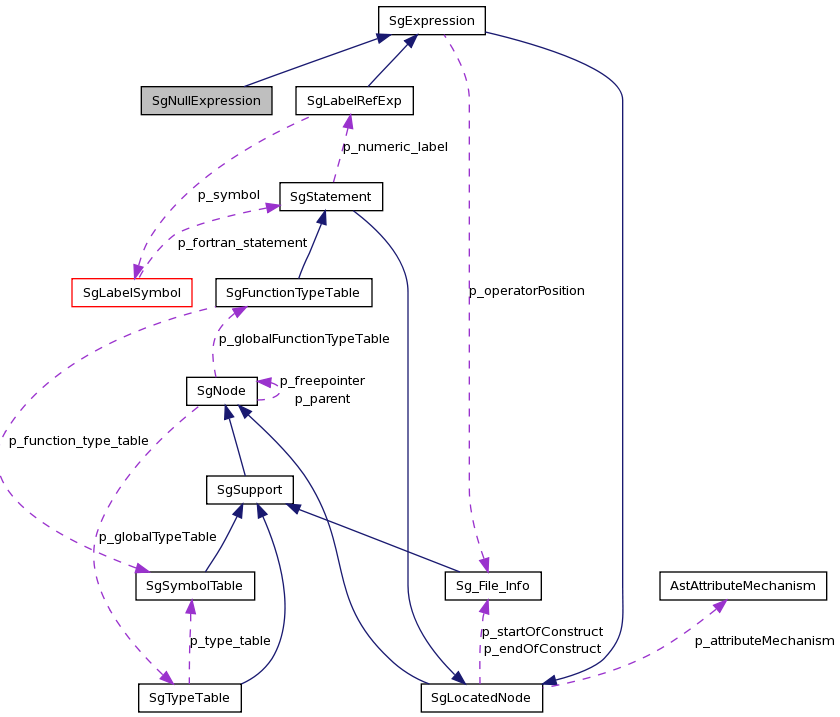 SgExpression
SgNullExpression
SgLabelRefExp
p_numeric_label
p_symbol
SgStatement
p_fortran_statement
SgLabelSymbol
SgFunctionTypeTable
p_operatorPosition
p_globalFunctionTypeTable
SgNode
p_freepointer
p_parent
p_function_type_table
SgSupport
p_globalTypeTable
SgSymbolTable
Sg_File_Info
AstAttributeMechanism
p_type_table
p_startOfConstruct
p_endOfConstruct
p_attributeMechanism
SgTypeTable
SgLocatedNode